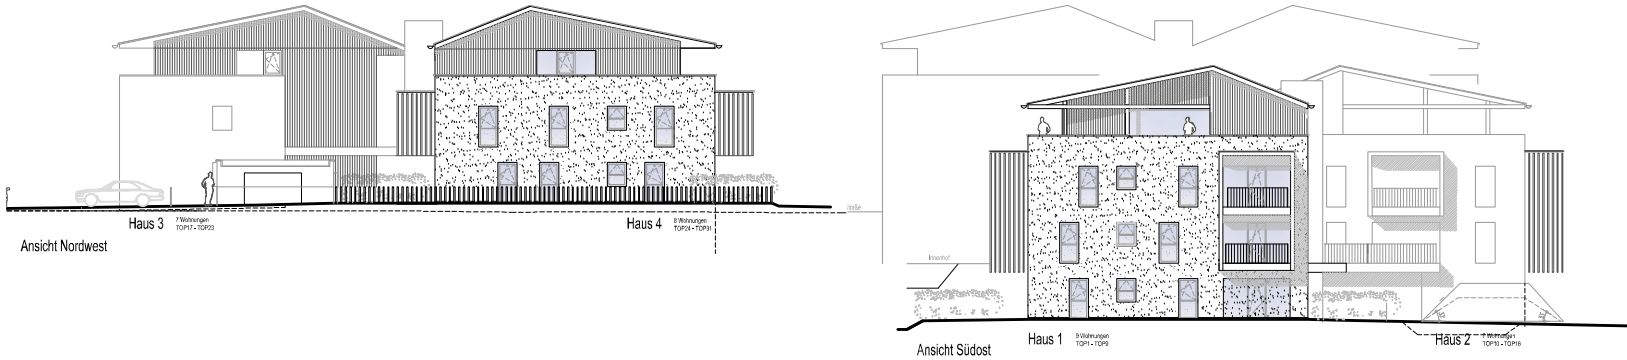 Haus 3
7 Wohnungen
TOP17 - TOP23
Haus 4
8 Wohnungen
TOP24 - TOP31
Ansicht Nordwest
Straße
Innenhof
Haus 1
9 Wohnungen
TOP1 - TOP9
Haus 2
7 Wohnungen
TOP10 - TOP16
Ansicht Südost